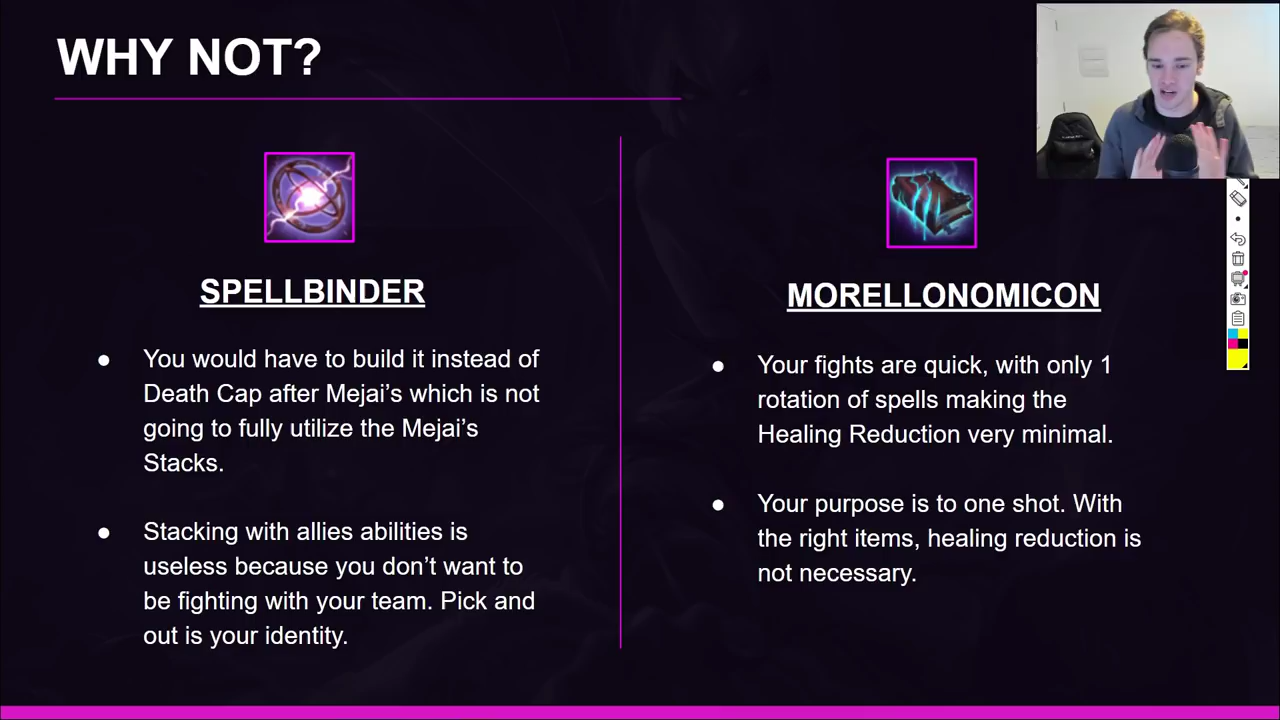 WHY NOT?
SPELLBINDER
● You would have to build it instead of
Death Cap after Mejai’s which is not
going to fully utilize the Mejai’s
Stacks.
● Stacking with allies abilities is
useless because you don’t want to
be fighting with your team. Pick and
out is your identity.
MORELLONOMICON
● Your fights are quick, with only 1
rotation of spells making the
Healing Reduction very minimal.
● Your purpose is to one shot. With
the right items, healing reduction is
not necessary.